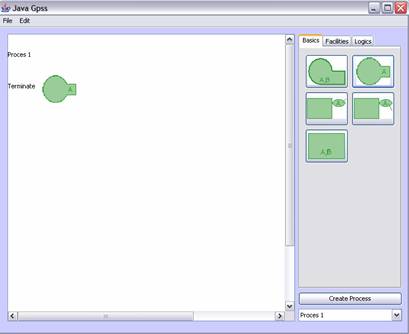 Java Gpss
File Edit
Basics Facilities Logics
Proces 1
Terminate A
A,B A
A A
A,B
Create Process
Proces 1